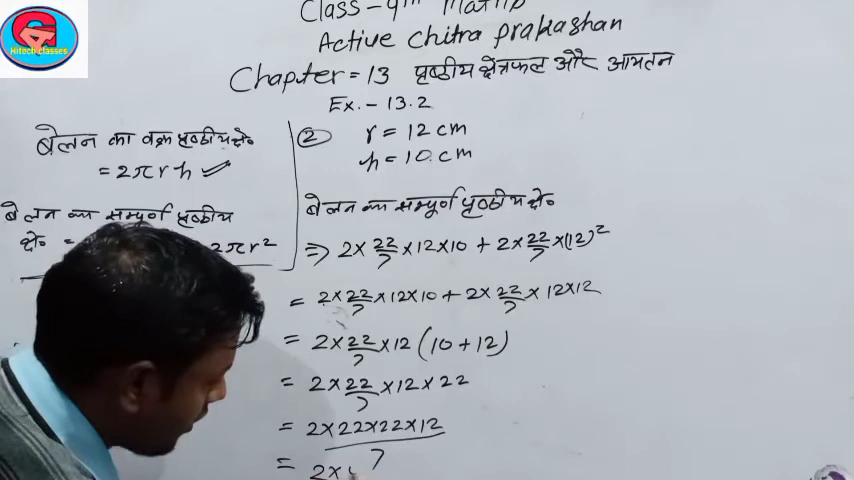 Hitech classes
Class-9th Maths
Active Chitra Prakashan
Chapter = 13 पृष्ठीय क्षेत्रफल और आयतन
Ex. - 13.2
बेलन का वक्र पृष्ठीय क्षे०
= 2πrh ✓
बेलन का सम्पूर्ण पृष्ठीय
क्षे० = 2πr²
② r = 12 cm
h = 10 cm
बेलन का सम्पूर्ण पृष्ठीय क्षे०
⇒ 2 × 22/7 × 12 × 10 + 2 × 22/7 × (12)²
= 2 × 22/7 × 12 × 10 + 2 × 22/7 × 12 × 12
= 2 × 22/7 × 12 (10 + 12)
= 2 × 22/7 × 12 × 22
= 2 × 22 × 22 × 12 / 7
= 2 ×